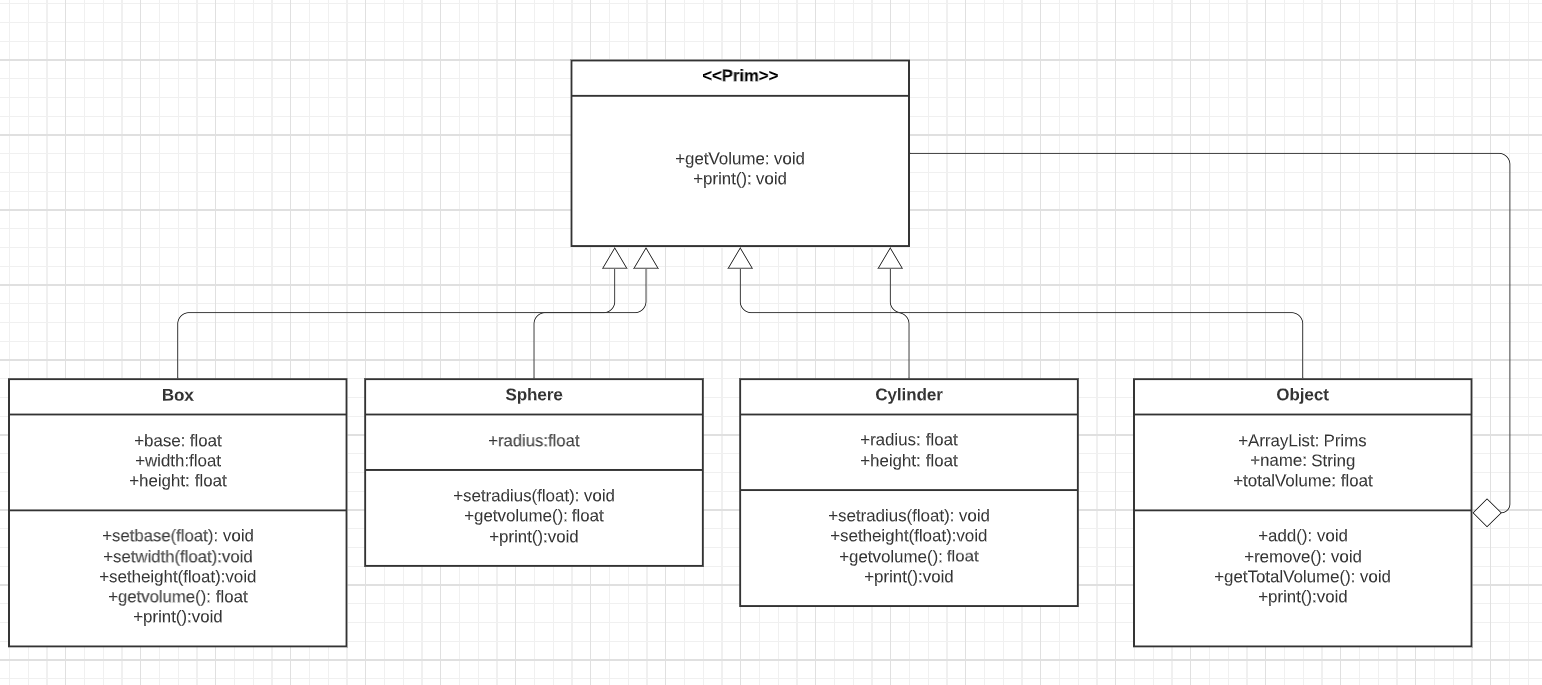 <<Prim>>
+getVolume: void
+print(): void
Box
+base: float
+width:float
+height: float
+setbase(float): void
+setwidth(float):void
+setheight(float):void
+getvolume(): float
+print():void
Sphere
+radius:float
+setradius(float): void
+getvolume(): float
+print():void
Cylinder
+radius: float
+height: float
+setradius(float): void
+setheight(float):void
+getvolume(): float
+print():void
Object
+ArrayList: Prims
+name: String
+totalVolume: float
+add(): void
+remove(): void
+getTotalVolume(): void
+print():void